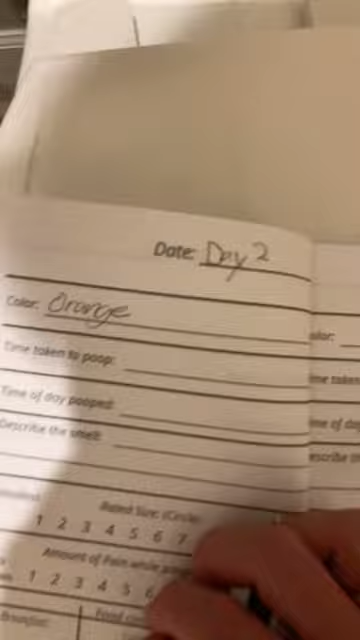 Date: Day 2
Color: Orange
Time taken to poop:
Time of day pooped:
Describe the smell:
Rated Size: (Circle
1 2 3 4 5 6 7
Amount of Pain while
1 2 3 4 5 6
Breakfast:
Food